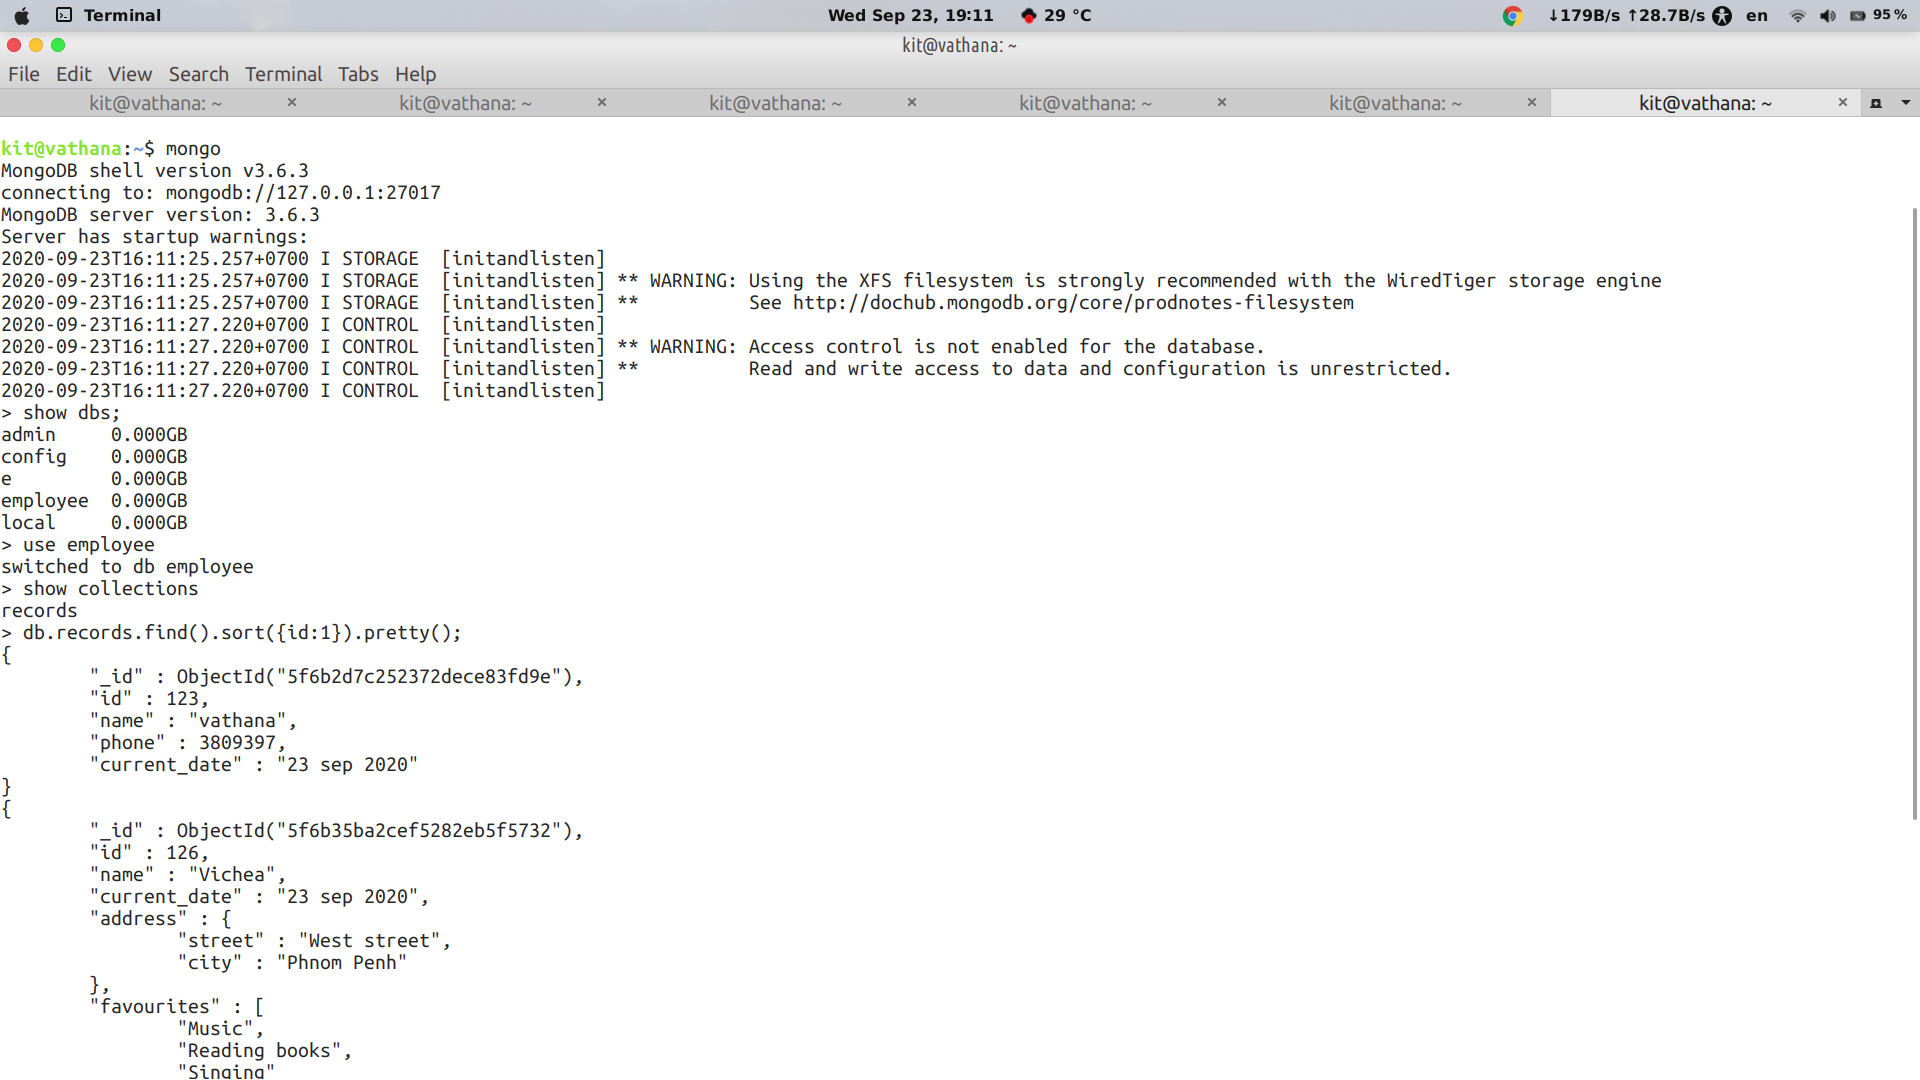 Terminal Wed Sep 23, 19:11 29 °C ↓179B/s ↑28.7B/s en 95%
kit@vathana: ~
File Edit View Search Terminal Tabs Help
kit@vathana: ~ × kit@vathana: ~ × kit@vathana: ~ × kit@vathana: ~ × kit@vathana: ~ × kit@vathana: ~ ×
kit@vathana:~$ mongo
MongoDB shell version v3.6.3
connecting to: mongodb://127.0.0.1:27017
MongoDB server version: 3.6.3
Server has startup warnings:
2020-09-23T16:11:25.257+0700 I STORAGE  [initandlisten]
2020-09-23T16:11:25.257+0700 I STORAGE  [initandlisten] ** WARNING: Using the XFS filesystem is strongly recommended with the WiredTiger storage engine
2020-09-23T16:11:25.257+0700 I STORAGE  [initandlisten] **          See http://dochub.mongodb.org/core/prodnotes-filesystem
2020-09-23T16:11:27.220+0700 I CONTROL  [initandlisten]
2020-09-23T16:11:27.220+0700 I CONTROL  [initandlisten] ** WARNING: Access control is not enabled for the database.
2020-09-23T16:11:27.220+0700 I CONTROL  [initandlisten] **          Read and write access to data and configuration is unrestricted.
2020-09-23T16:11:27.220+0700 I CONTROL  [initandlisten]
> show dbs;
admin     0.000GB
config    0.000GB
e         0.000GB
employee  0.000GB
local     0.000GB
> use employee
switched to db employee
> show collections
records
> db.records.find().sort({id:1}).pretty();
{
        "_id" : ObjectId("5f6b2d7c252372dece83fd9e"),
        "id" : 123,
        "name" : "vathana",
        "phone" : 3809397,
        "current_date" : "23 sep 2020"
}
{
        "_id" : ObjectId("5f6b35ba2cef5282eb5f5732"),
        "id" : 126,
        "name" : "Vichea",
        "current_date" : "23 sep 2020",
        "address" : {
                "street" : "West street",
                "city" : "Phnom Penh"
        },
        "favourites" : [
                "Music",
                "Reading books",
                "Singing"